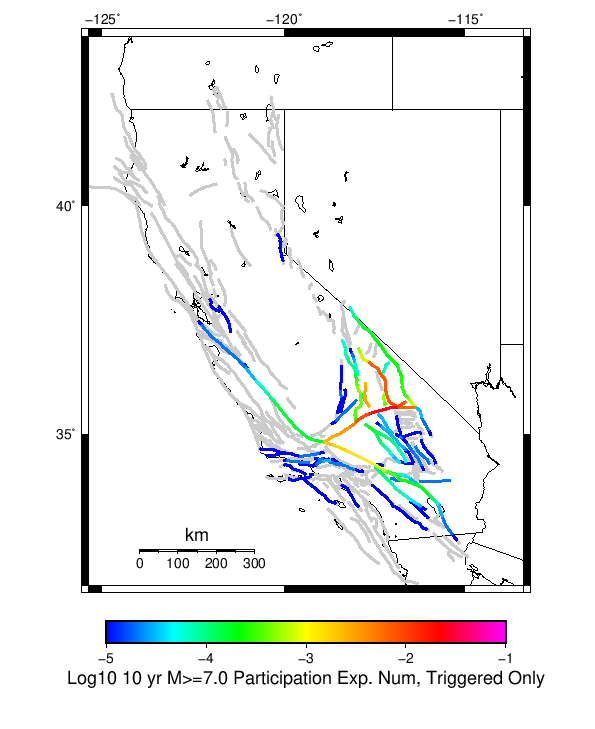 −125° −120° −115°
40°
35°
km
0 100 200 300
−5 −4 −3 −2 −1
Log10 10 yr M>=7.0 Participation Exp. Num, Triggered Only